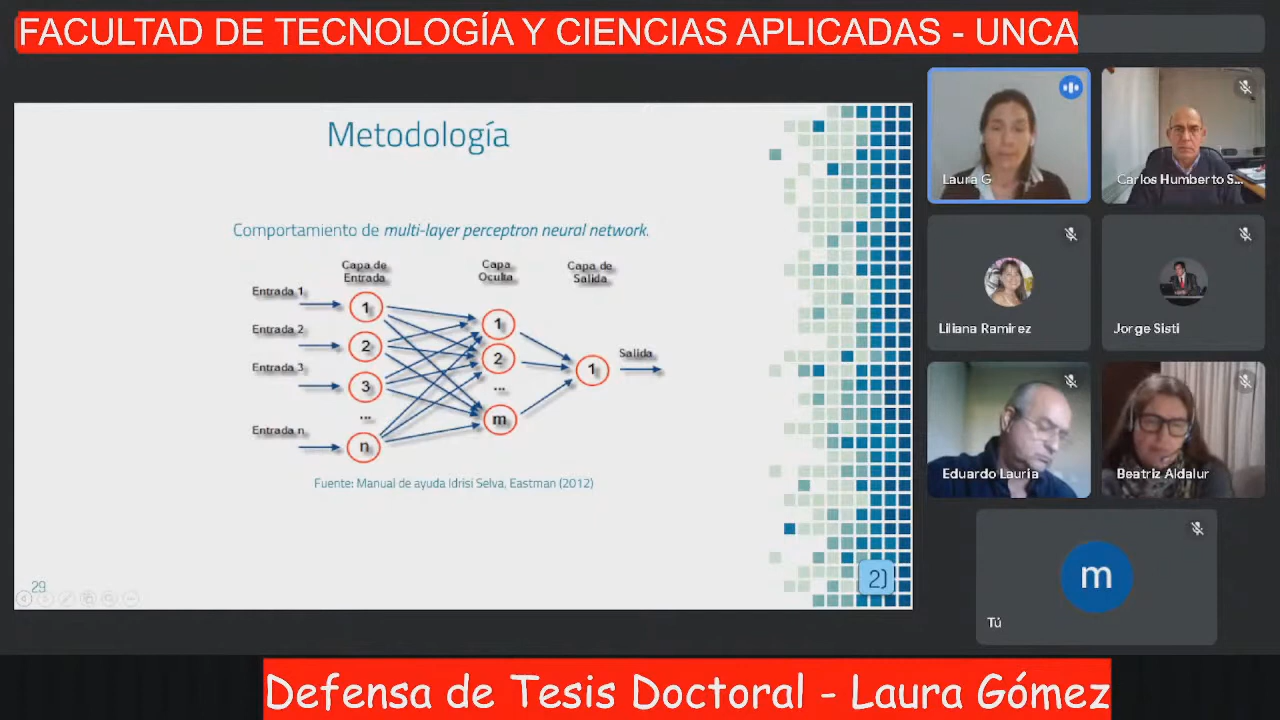 FACULTAD DE TECNOLOGÍA Y CIENCIAS APLICADAS - UNCA
Metodología
Comportamiento de multi-layer perceptron neural network.
Capa de
Entrada
Capa
Oculta
Capa de
Salida
Entrada 1
Entrada 2
Entrada 3
Entrada n
1
2
3
...
n
1
2
...
m
1
Salida
Fuente: Manual de ayuda Idrisi Selva, Eastman (2012)
29
2)
Laura G
Carlos Humberto S...
Liliana Ramirez
Jorge Sisti
Eduardo Lauria
Beatriz Aldalur
m
Tú
Defensa de Tesis Doctoral - Laura Gómez